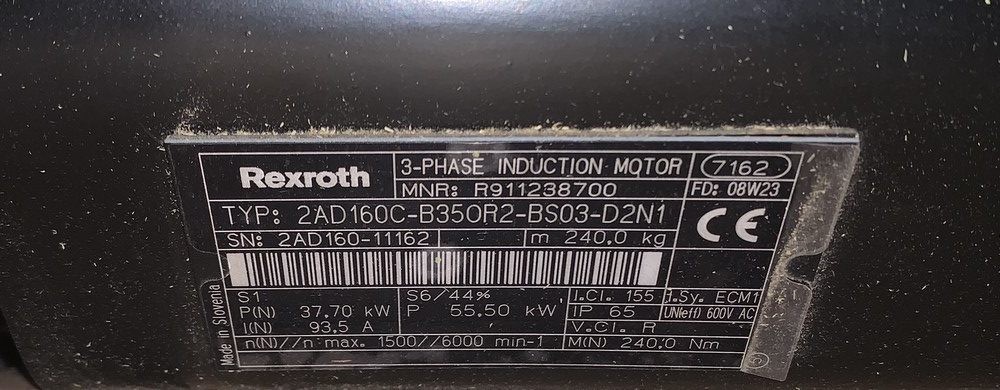 Rexroth
3-PHASE INDUCTION MOTOR
7162
MNR: R911238700
FD: 08W23
TYP: 2AD160C-B350R2-BS03-D2N1
CE
SN: 2AD160-11162
m 240.0 kg
Made in Slovenia
S1
S6/44%
I.Cl. 155
I.Sy. ECM1
P(N) 37.70 kW
P 55.50 kW
IP 65
UN(eff) 600V AC
I(N) 93.5 A
V.Cl. R
n(N)//n max. 1500//6000 min-1
M(N) 240.0 Nm